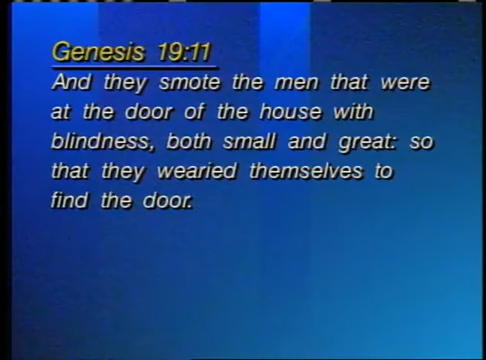 Genesis 19:11
And they smote the men that were
at the door of the house with
blindness, both small and great: so
that they wearied themselves to
find the door.